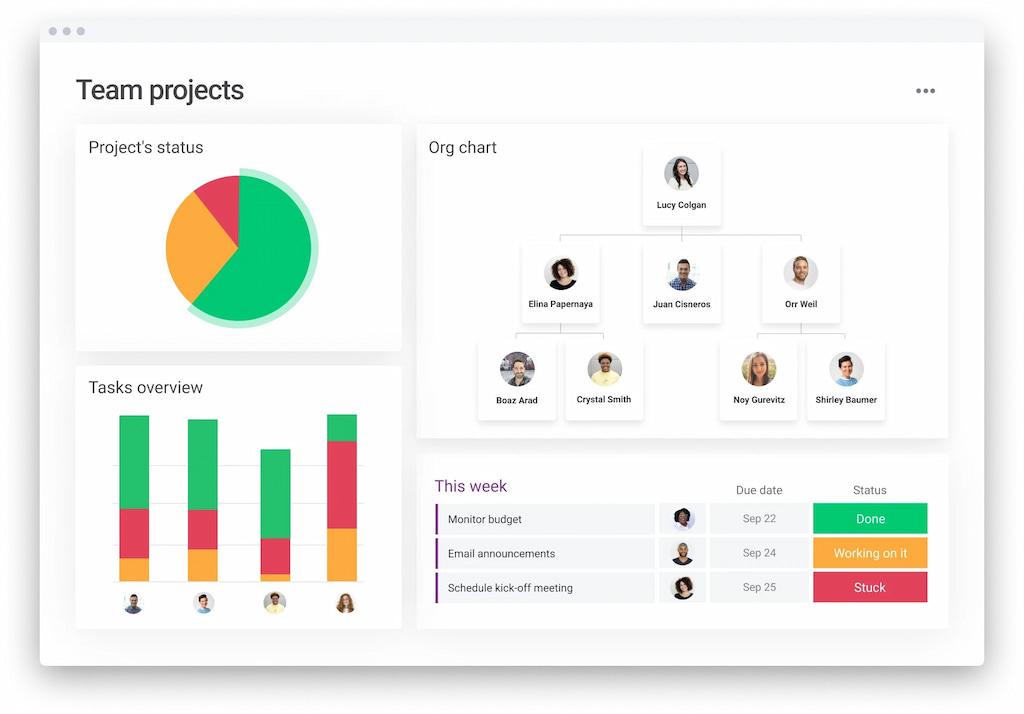 Team projects
Project's status
Org chart
Lucy Colgan
Elina Papernaya
Juan Cisneros
Orr Weil
Boaz Arad
Crystal Smith
Noy Gurevitz
Shirley Baumer
Tasks overview
This week
Due date
Status
Monitor budget
Sep 22
Done
Email announcements
Sep 24
Working on it
Schedule kick-off meeting
Sep 25
Stuck